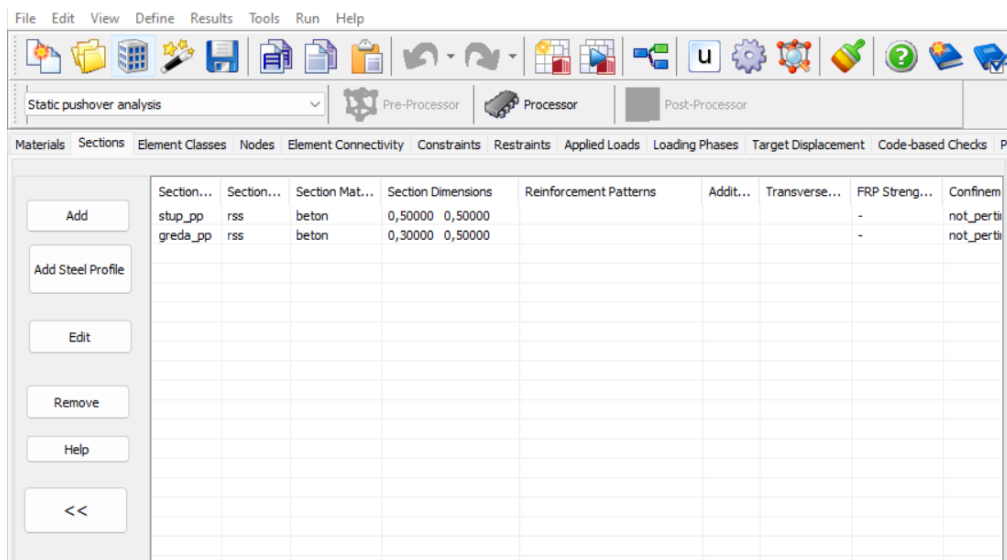 File Edit View Define Results Tools Run Help
u
Static pushover analysis Pre-Processor Processor Post-Processor
Materials Sections Element Classes Nodes Element Connectivity Constraints Restraints Applied Loads Loading Phases Target Displacement Code-based Checks P
Section... Section... Section Mat... Section Dimensions Reinforcement Patterns Addit... Transverse... FRP Streng... Confinem
Add stup_pp rss beton 0,50000 0,50000 - not_perti
greda_pp rss beton 0,30000 0,50000 - not_perti
Add Steel Profile
Edit
Remove
Help
<<